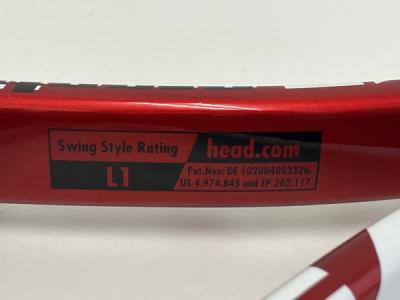 Swing Style Rating
L1
head.com
Pat.Nos: DE 102004003526,
US 4.974.845 and EP 262.117